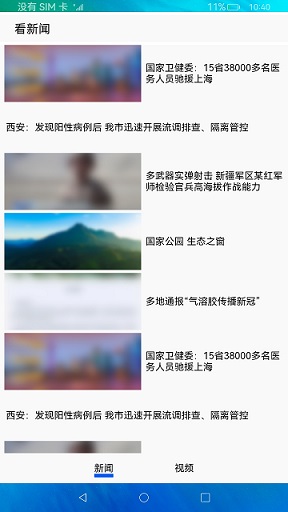 没有 SIM 卡
11%
10:40
看新闻
国家卫健委：15省38000多名医
务人员驰援上海
西安：发现阳性病例后 我市迅速开展流调排查、隔离管控
多武器实弹射击 新疆军区某红军
师检验官兵高海拔作战能力
国家公园 生态之窗
多地通报“气溶胶传播新冠”
国家卫健委：15省38000多名医
务人员驰援上海
西安：发现阳性病例后 我市迅速开展流调排查、隔离管控
新闻
视频